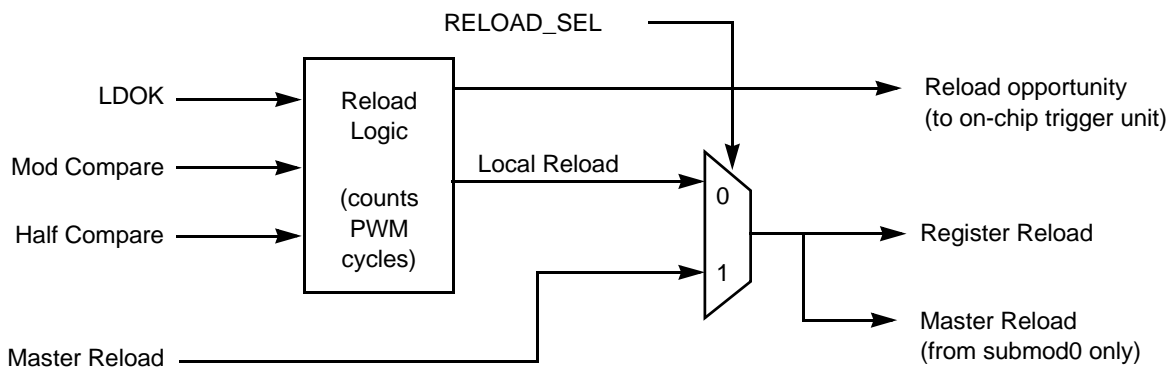 RELOAD_SEL
LDOK
Mod Compare
Half Compare
Master Reload
Reload
Logic
(counts
PWM
cycles)
Local Reload
0
1
Reload opportunity
(to on-chip trigger unit)
Register Reload
Master Reload
(from submod0 only)